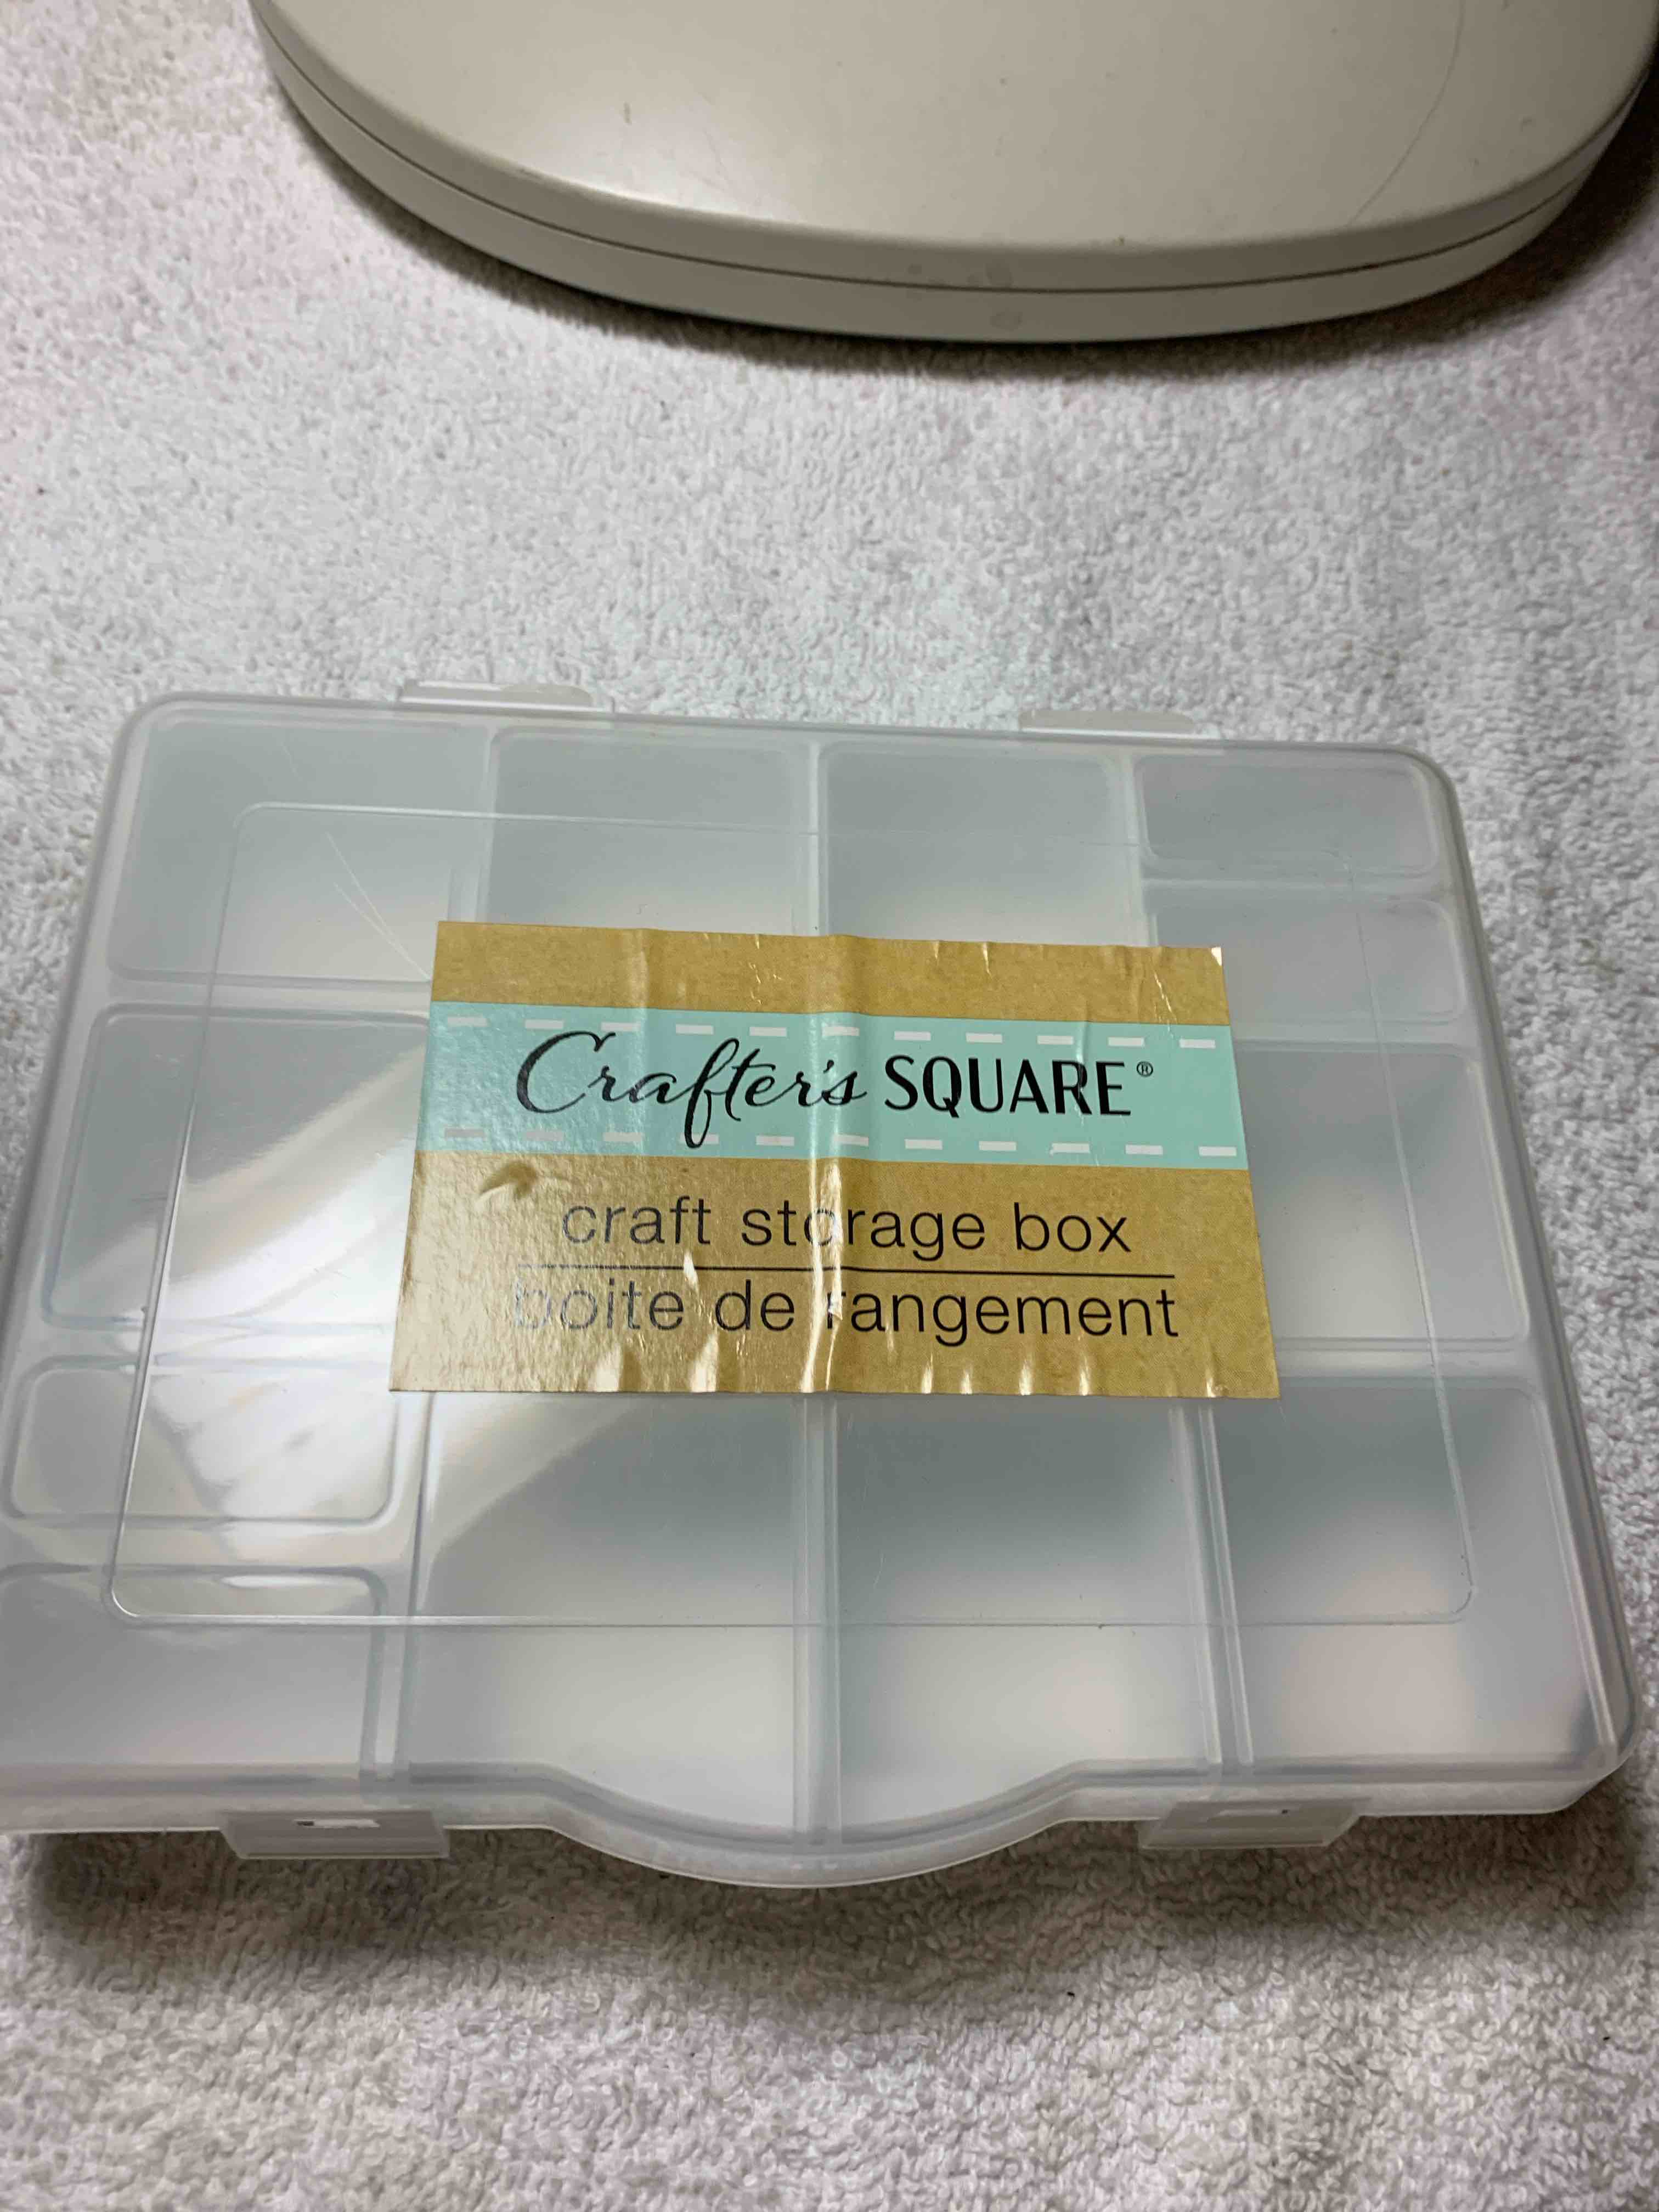 Crafter's SQUARE®
craft storage box
boite de rangement